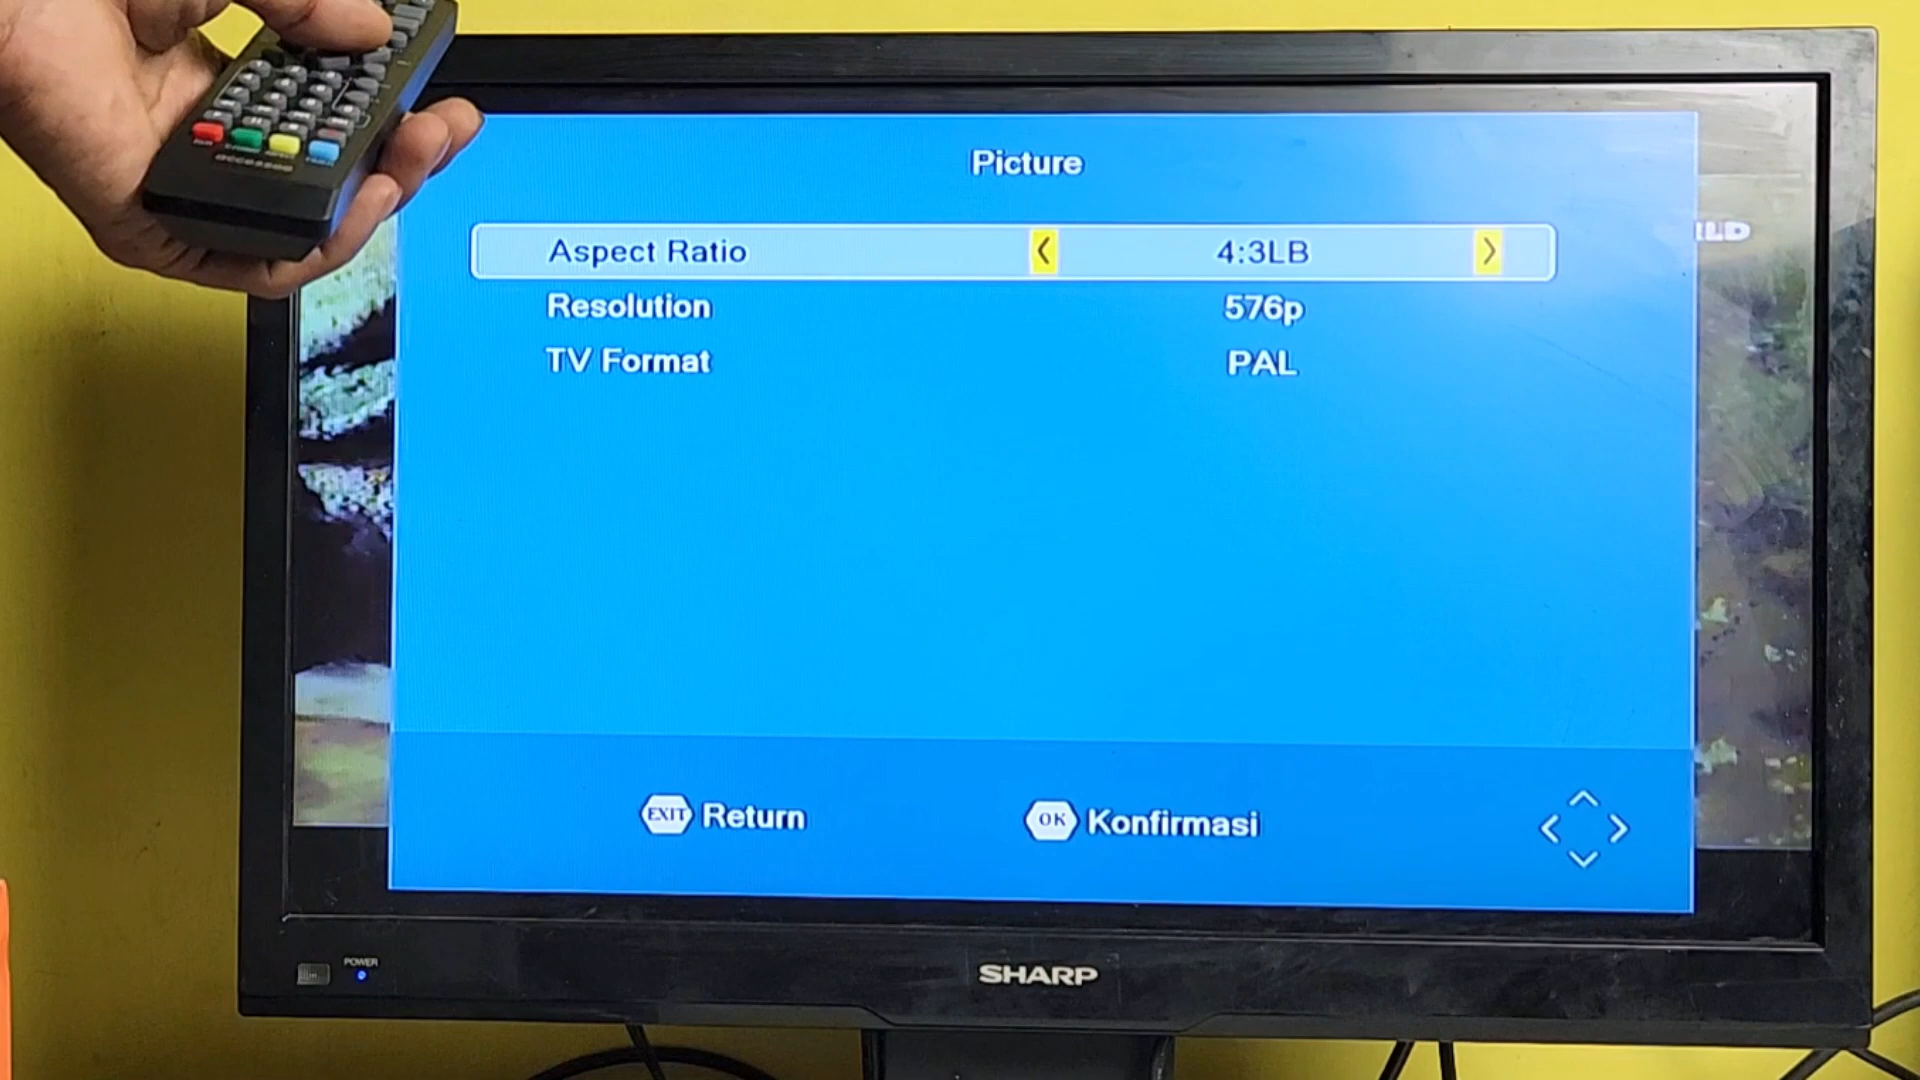 Picture
Aspect Ratio < 4:3LB >
Resolution 576p
TV Format PAL
EXIT Return
OK Konfirmasi
POWER
SHARP